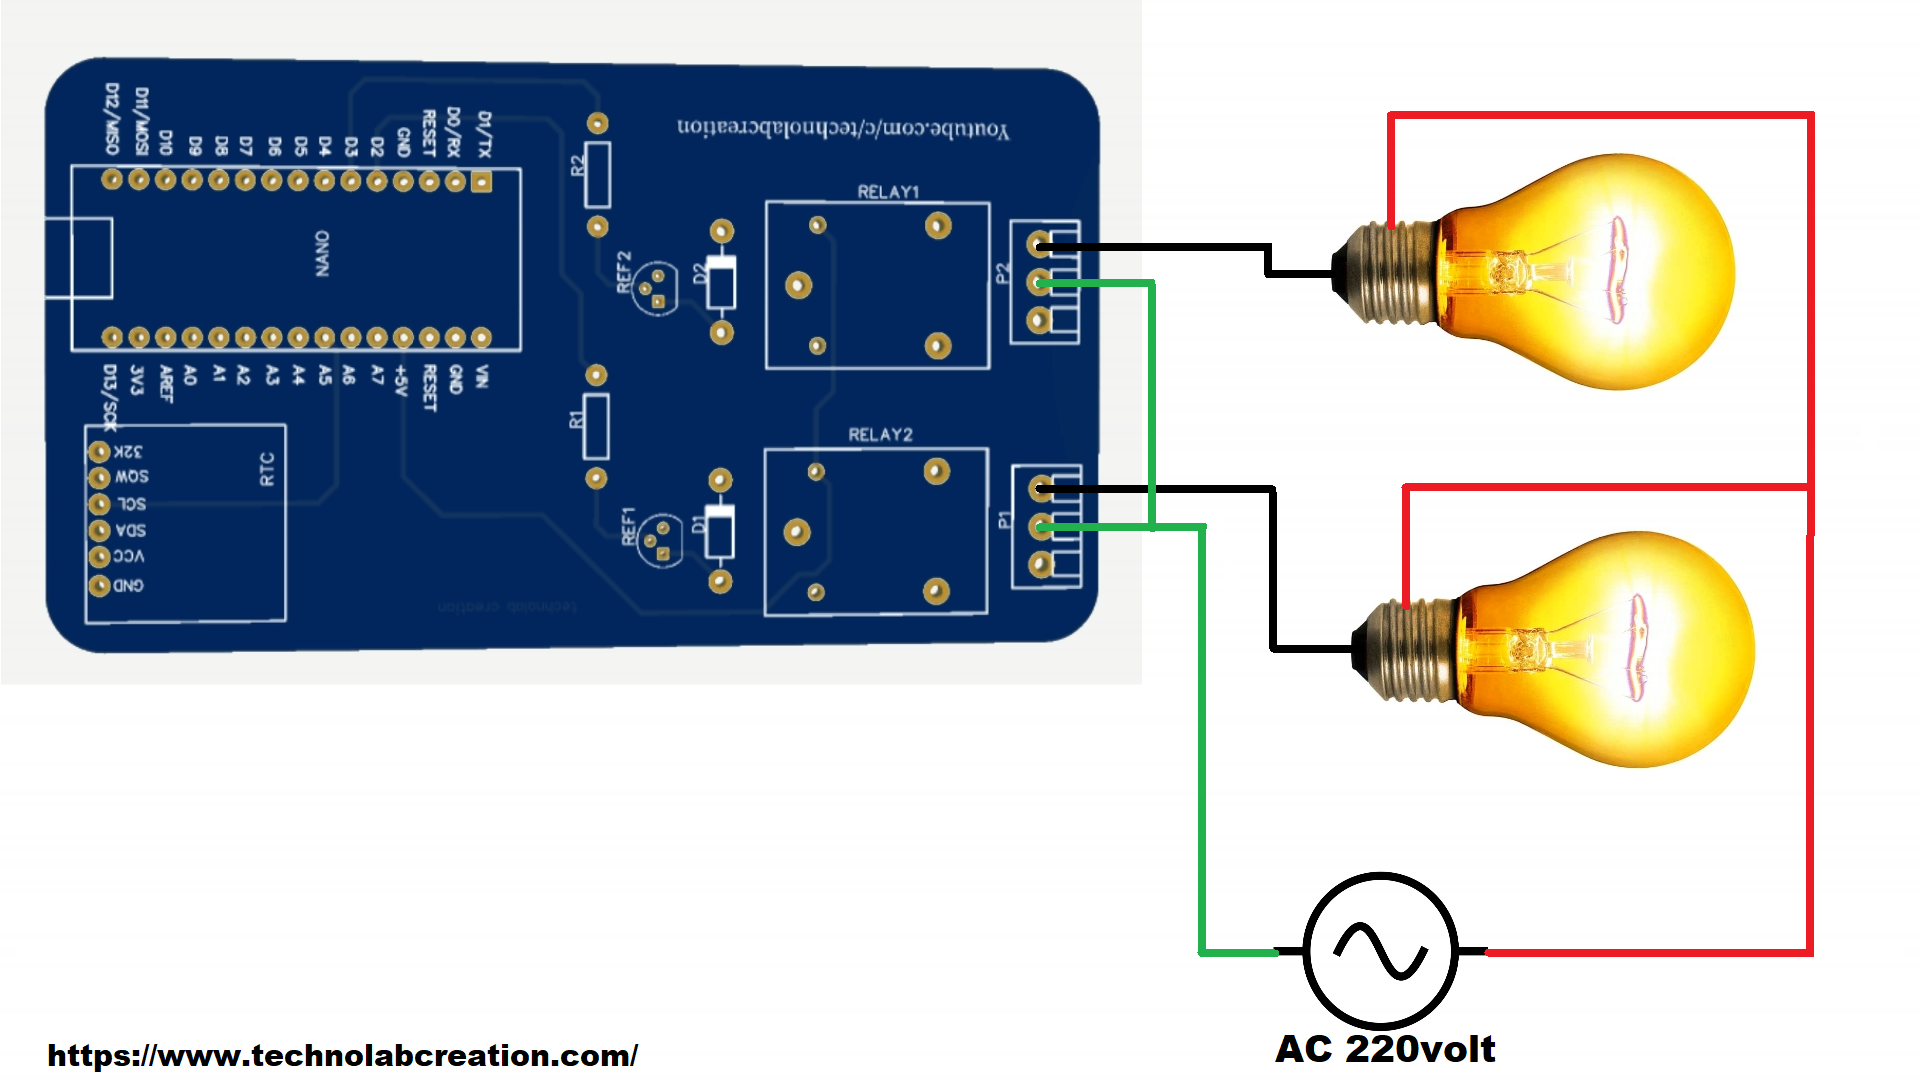 D12/MISO
D11/MOSI
D10
D9
D8
D7
D6
D5
D4
D3
D2
GND
RESET
D0/RX
D1/TX
Youtube.com/c/technolabcreation
R2
RELAY1
NANO
REF2
D2
P2
D13/SCK
3V3
AREF
A0
A1
A2
A3
A4
A5
A6
A7
+5V
RESET
GND
VIN
R1
RELAY2
RTC
32K
SQW
SCL
SDA
VCC
GND
REF1
D1
P1
technolab creation
AC 220volt
https://www.technolabcreation.com/